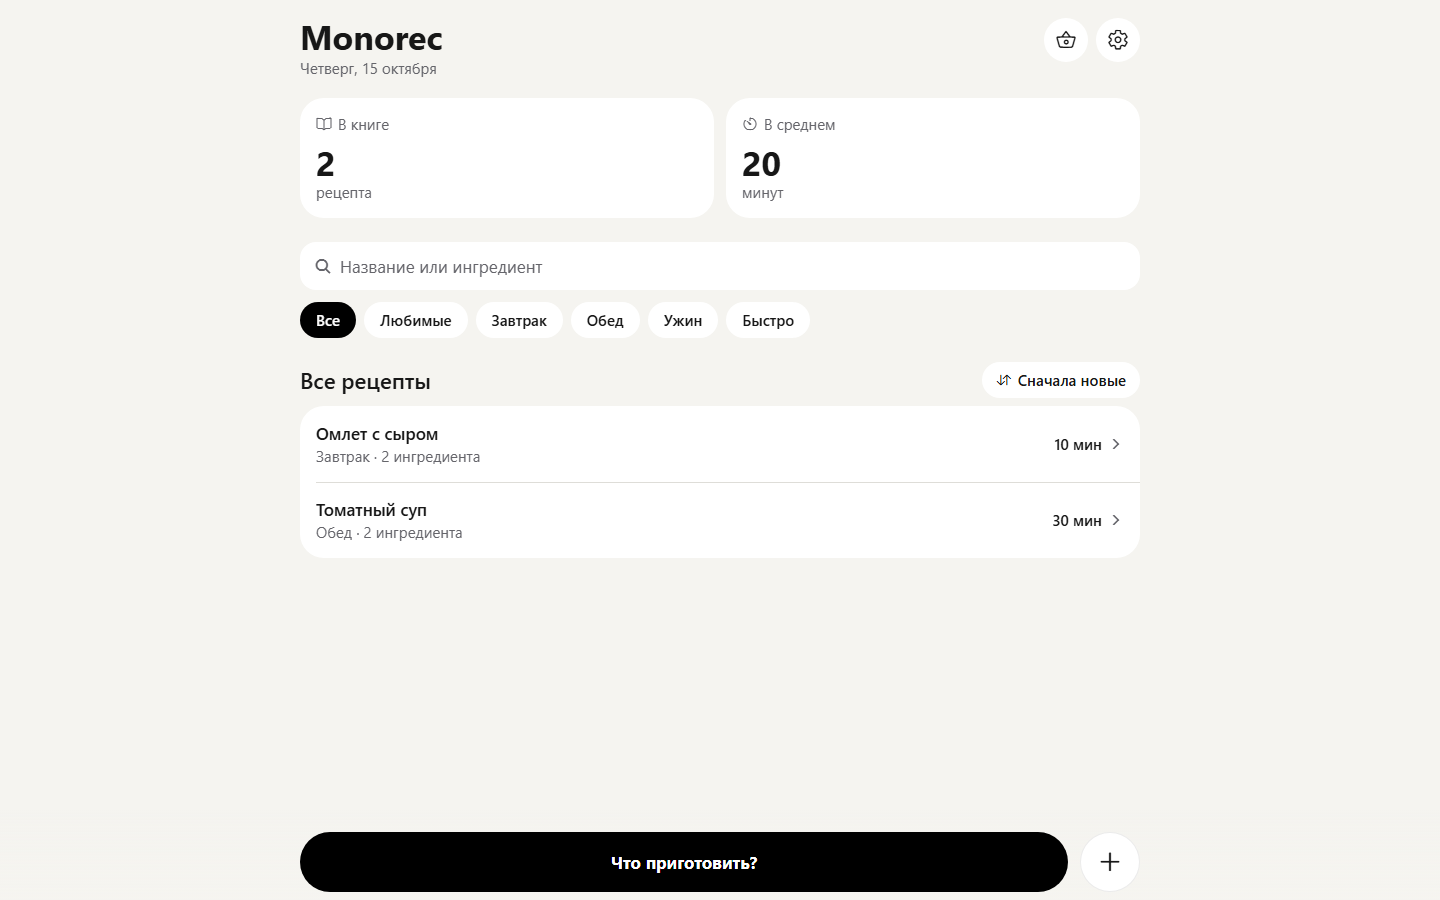 Monorec
Четверг, 15 октября
В книге
2
рецепта
В среднем
20
минут
Название или ингредиент
Все
Любимые
Завтрак
Обед
Ужин
Быстро
Все рецепты
Сначала новые
Омлет с сыром
Завтрак · 2 ингредиента
10 мин
Томатный суп
Обед · 2 ингредиента
30 мин
Что приготовить?